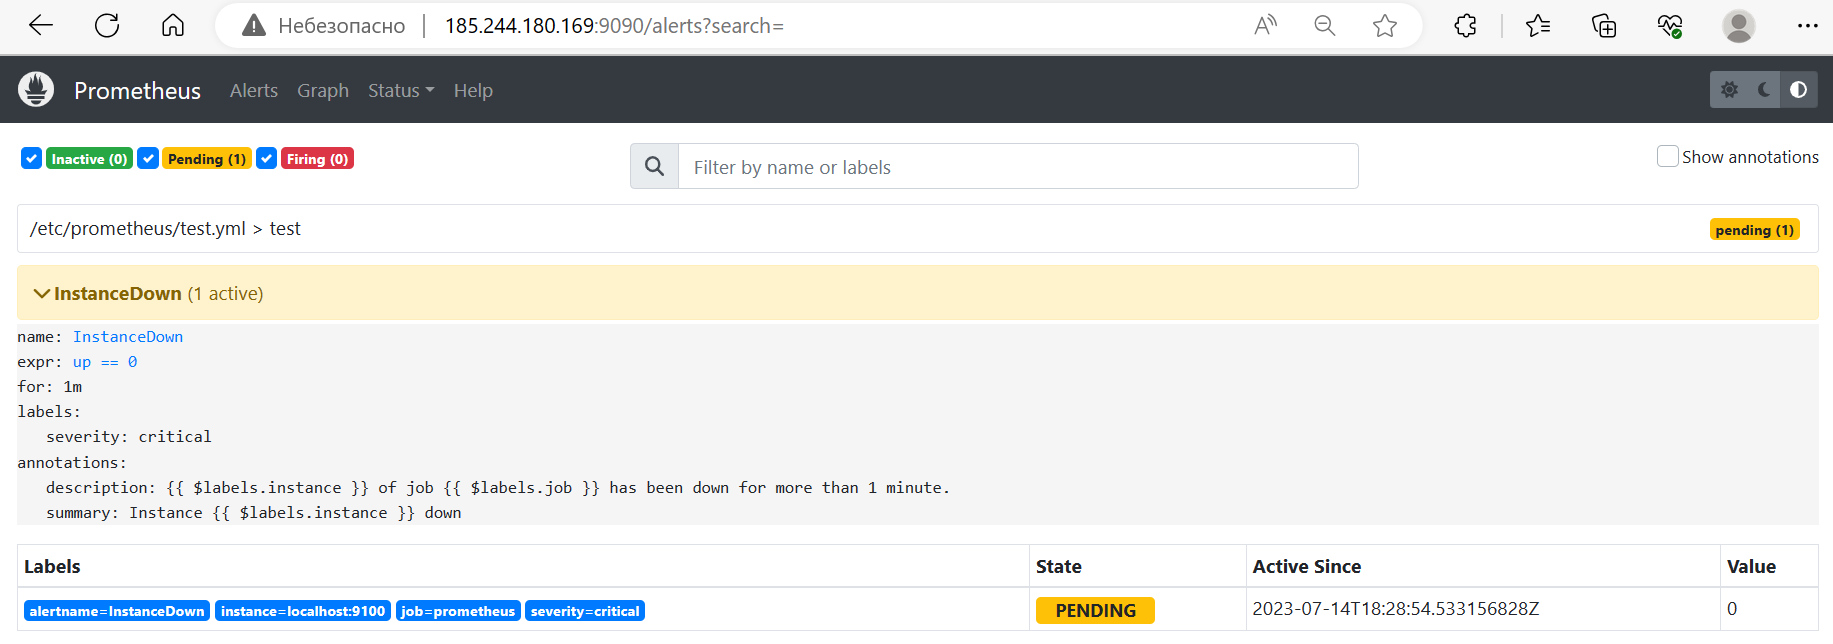 Небезопасно | 185.244.180.169:9090/alerts?search=
Prometheus Alerts Graph Status Help
Inactive (0) Pending (1) Firing (0) Filter by name or labels Show annotations
/etc/prometheus/test.yml > test pending (1)
InstanceDown (1 active)
name: InstanceDown
expr: up == 0
for: 1m
labels:
severity: critical
annotations:
description: {{ $labels.instance }} of job {{ $labels.job }} has been down for more than 1 minute.
summary: Instance {{ $labels.instance }} down
Labels State Active Since Value
alertname=InstanceDown instance=localhost:9100 job=prometheus severity=critical PENDING 2023-07-14T18:28:54.533156828Z 0